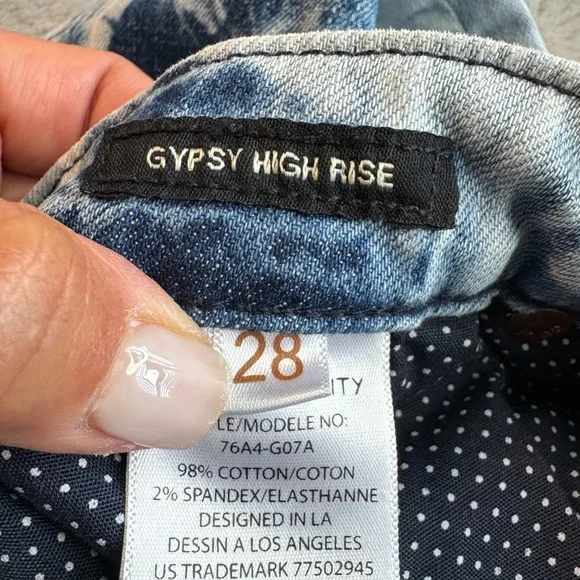 GYPSY HIGH RISE
28
ITY
LE/MODELE NO:
76A4-G07A
98% COTTON/COTON
2% SPANDEX/ELASTHANNE
DESIGNED IN LA
DESSIN A LOS ANGELES
US TRADEMARK 77502945